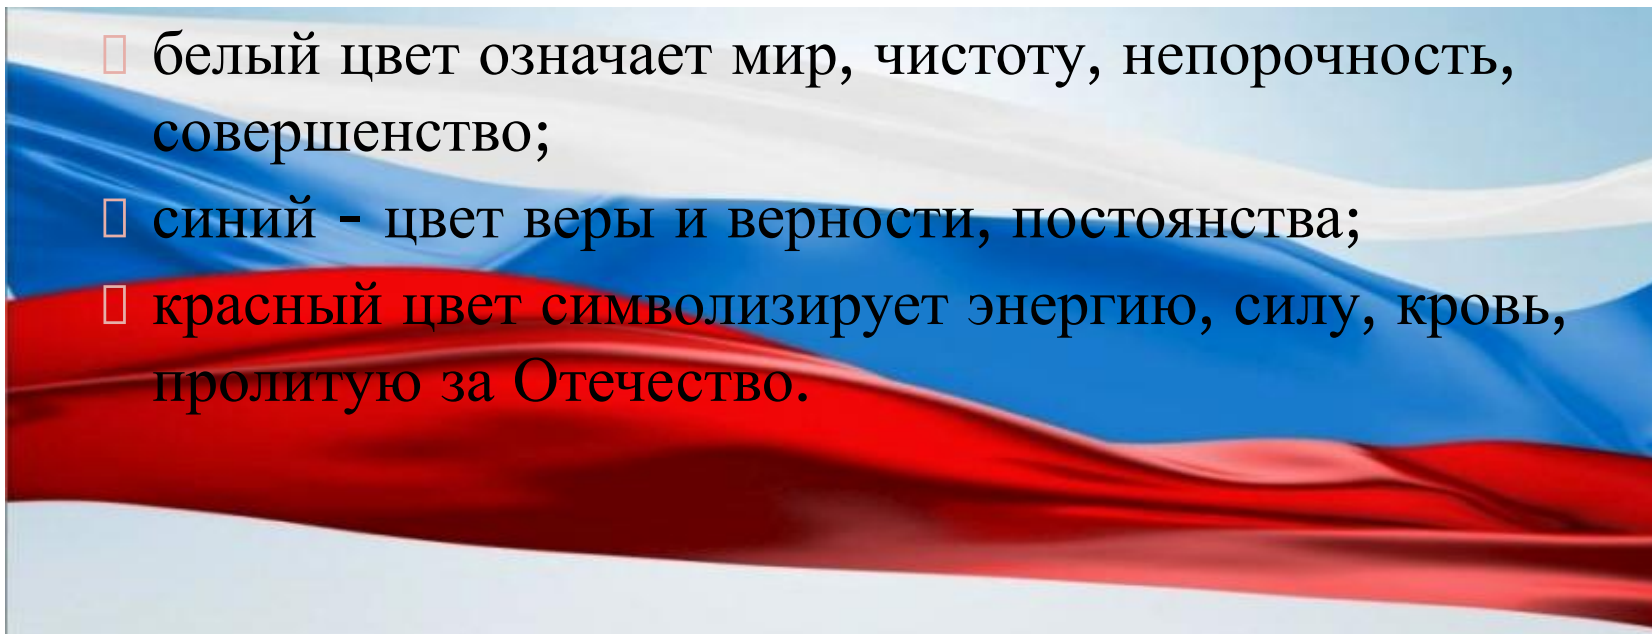 белый цвет означает мир, чистоту, непорочность,
совершенство;
синий - цвет веры и верности, постоянства;
красный цвет символизирует энергию, силу, кровь,
пролитую за Отечество.